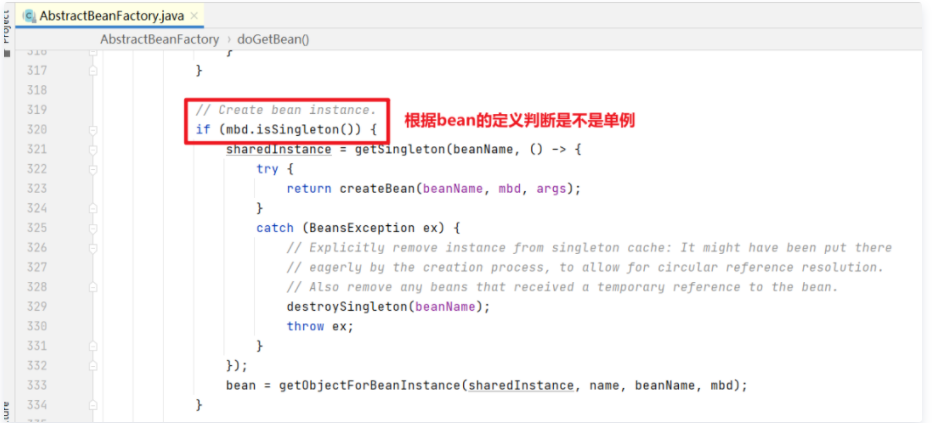 Project
AbstractBeanFactory.java ×
AbstractBeanFactory › doGetBean()
316 }
317 }
318
319 // Create bean instance.
320 if (mbd.isSingleton()) { 根据bean的定义判断是不是单例
321 sharedInstance = getSingleton(beanName, () -> {
322 try {
323 return createBean(beanName, mbd, args);
324 }
325 catch (BeansException ex) {
326 // Explicitly remove instance from singleton cache: It might have been put there
327 // eagerly by the creation process, to allow for circular reference resolution.
328 // Also remove any beans that received a temporary reference to the bean.
329 destroySingleton(beanName);
330 throw ex;
331 }
332 });
333 bean = getObjectForBeanInstance(sharedInstance, name, beanName, mbd);
334 }